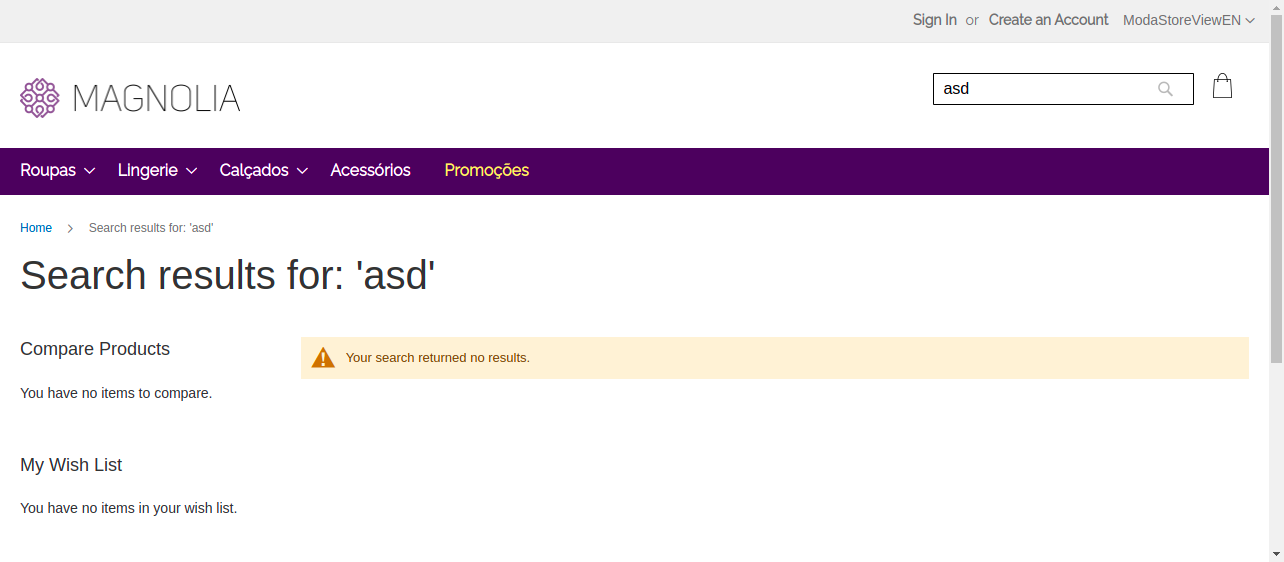 Sign In or Create an Account ModaStoreViewEN
MAGNOLIA
asd
Roupas Lingerie Calçados Acessórios Promoções
Home Search results for: 'asd'
Search results for: 'asd'
Compare Products
Your search returned no results.
You have no items to compare.
My Wish List
You have no items in your wish list.